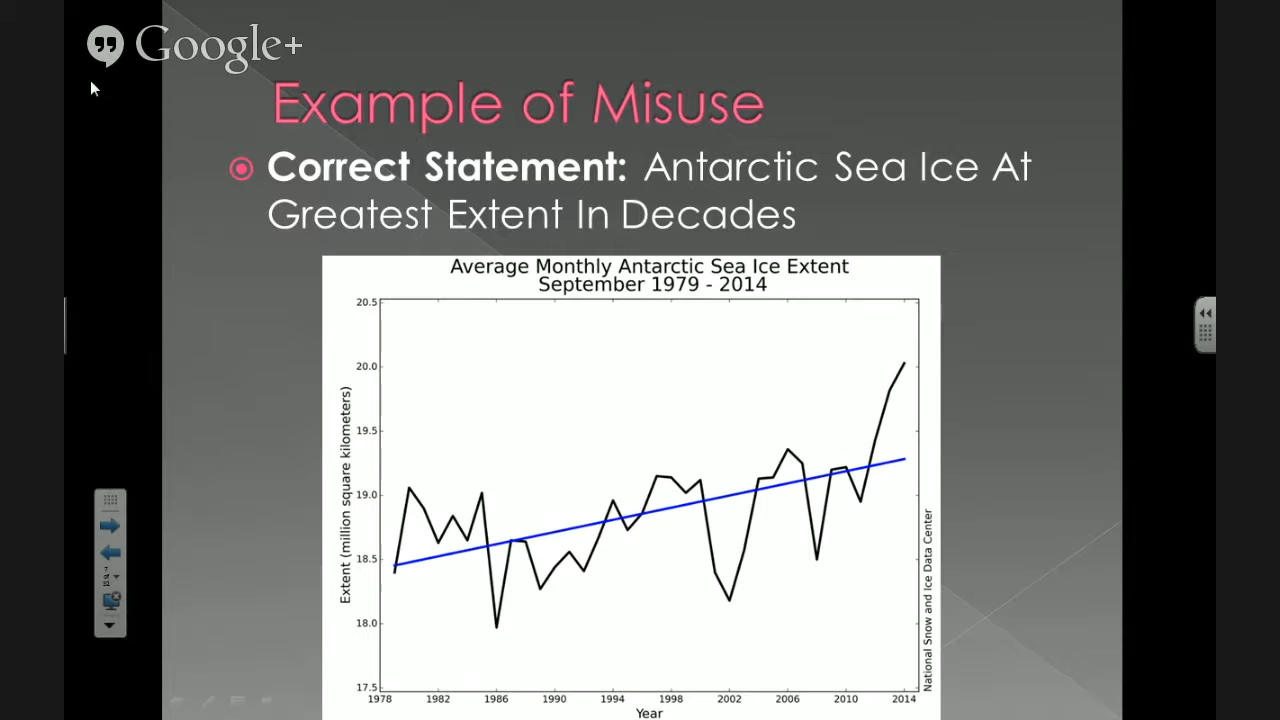 Google+
Example of Misuse
Correct Statement: Antarctic Sea Ice At
Greatest Extent In Decades
Average Monthly Antarctic Sea Ice Extent
September 1979 - 2014
20.5
20.0
19.5
19.0
18.5
18.0
17.5
Extent (million square kilometers)
1978 1982 1986 1990 1994 1998 2002 2006 2010 2014
Year
National Snow and Ice Data Center
7
of